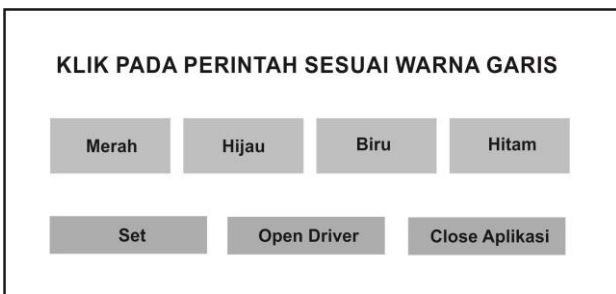 KLIK PADA PERINTAH SESUAI WARNA GARIS
Merah Hijau Biru Hitam
Set Open Driver Close Aplikasi